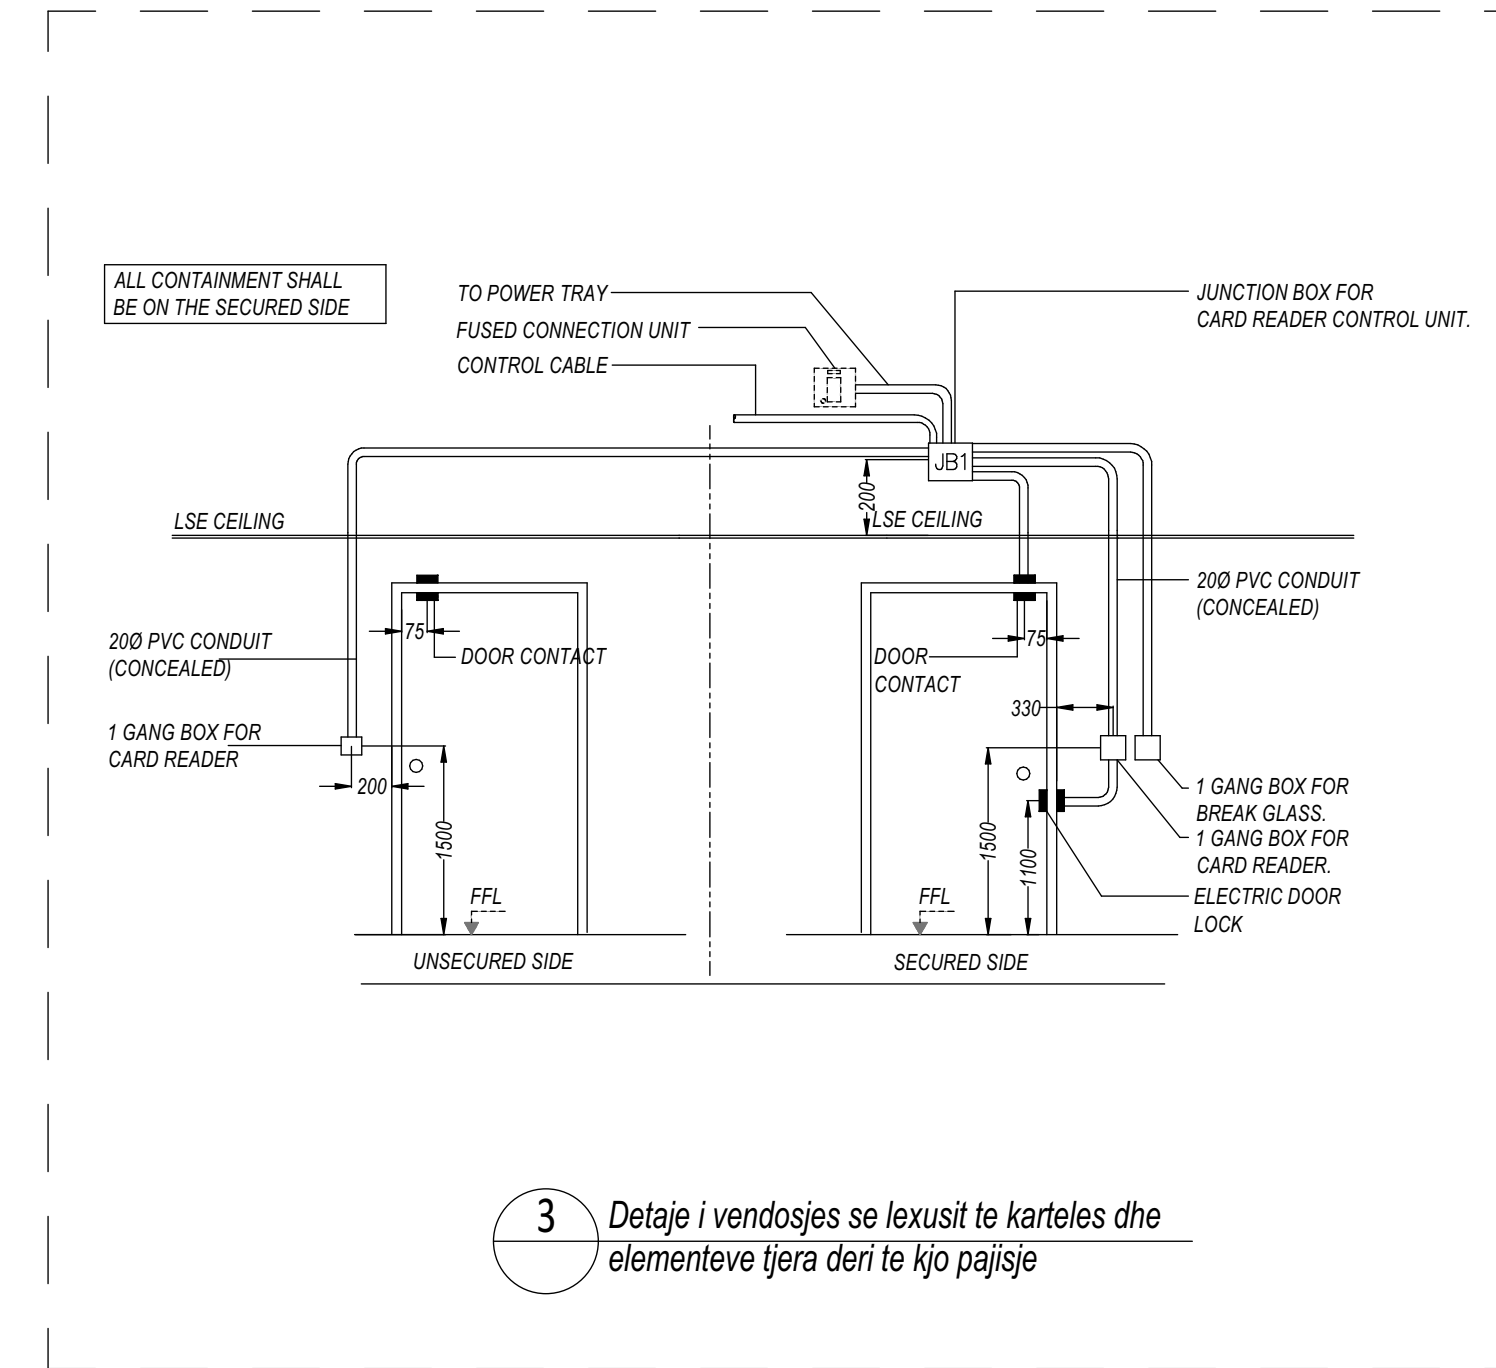 ALL CONTAINMENT SHALL
BE ON THE SECURED SIDE
TO POWER TRAY
FUSED CONNECTION UNIT
CONTROL CABLE
JUNCTION BOX FOR
CARD READER CONTROL UNIT.
JB1
200
LSE CEILING
LSE CEILING
20Ø PVC CONDUIT
(CONCEALED)
75
DOOR CONTACT
1 GANG BOX FOR
CARD READER
200
1500
FFL
UNSECURED SIDE
DOOR
CONTACT
75
330
20Ø PVC CONDUIT
(CONCEALED)
1500
1100
1 GANG BOX FOR
BREAK GLASS.
1 GANG BOX FOR
CARD READER.
ELECTRIC DOOR
LOCK
FFL
SECURED SIDE
3
Detaje i vendosjes se lexusit te karteles dhe
elementeve tjera deri te kjo pajisje